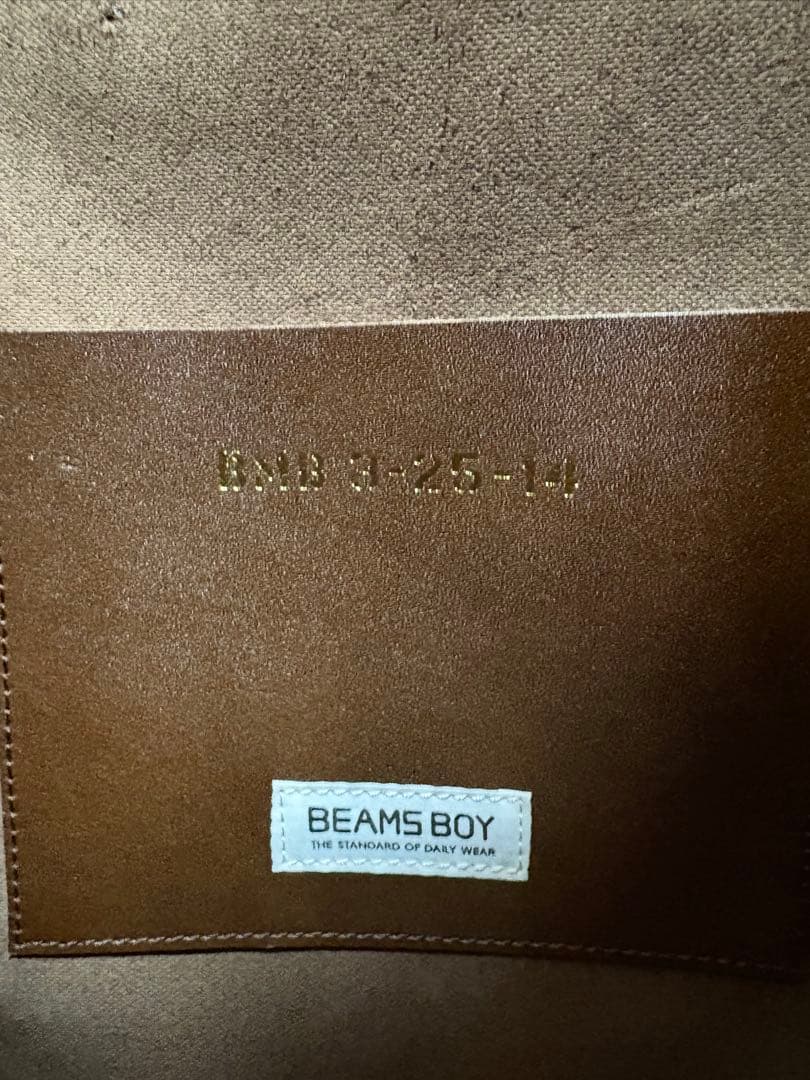 BMB 3-25-14
BEAMS BOY
THE STANDARD OF DAILY WEAR